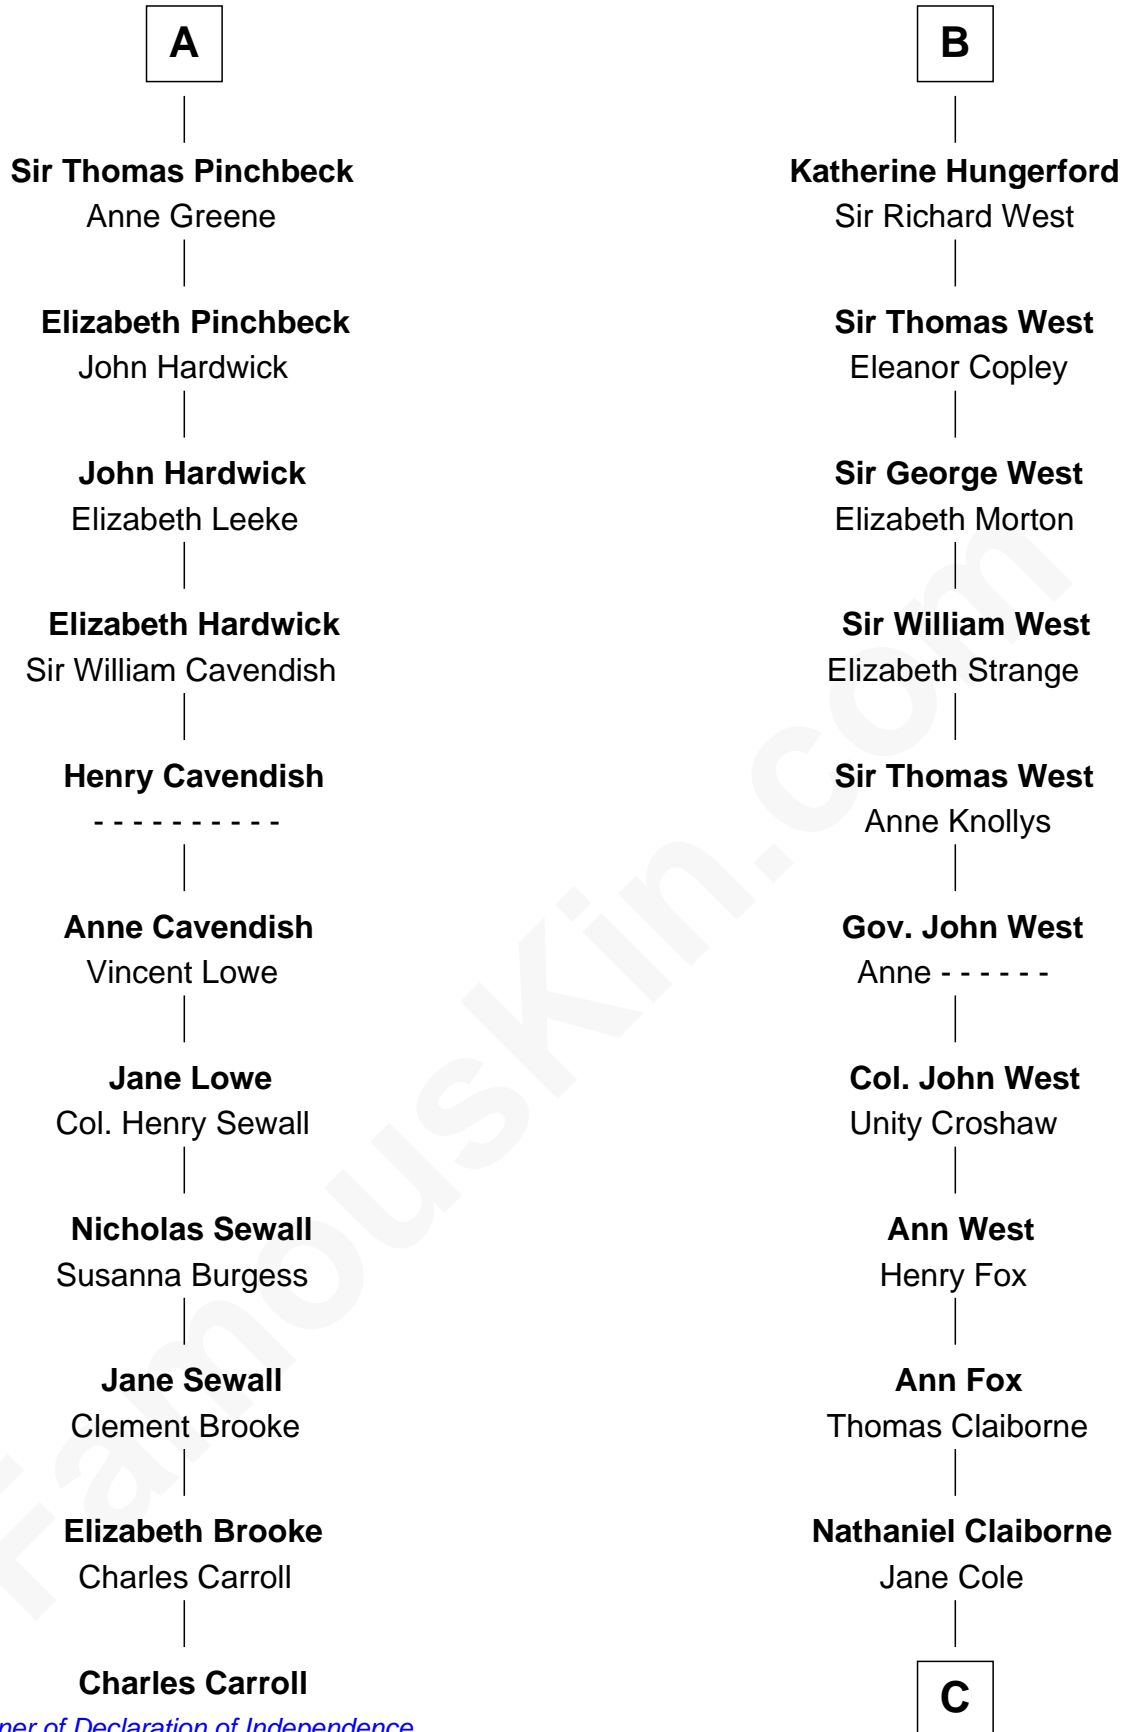 A
Sir Thomas Pinchbeck
Anne Greene
Elizabeth Pinchbeck
John Hardwick
John Hardwick
Elizabeth Leeke
Elizabeth Hardwick
Sir William Cavendish
Henry Cavendish
- - - - - - - - - -
Anne Cavendish
Vincent Lowe
Jane Lowe
Col. Henry Sewall
Nicholas Sewall
Susanna Burgess
Jane Sewall
Clement Brooke
Elizabeth Brooke
Charles Carroll
Charles Carroll
ner of Declaration of Independence
B
Katherine Hungerford
Sir Richard West
Sir Thomas West
Eleanor Copley
Sir George West
Elizabeth Morton
Sir William West
Elizabeth Strange
Sir Thomas West
Anne Knollys
Gov. John West
Anne - - - - - -
Col. John West
Unity Croshaw
Ann West
Henry Fox
Ann Fox
Thomas Claiborne
Nathaniel Claiborne
Jane Cole
C
FamousKin.com